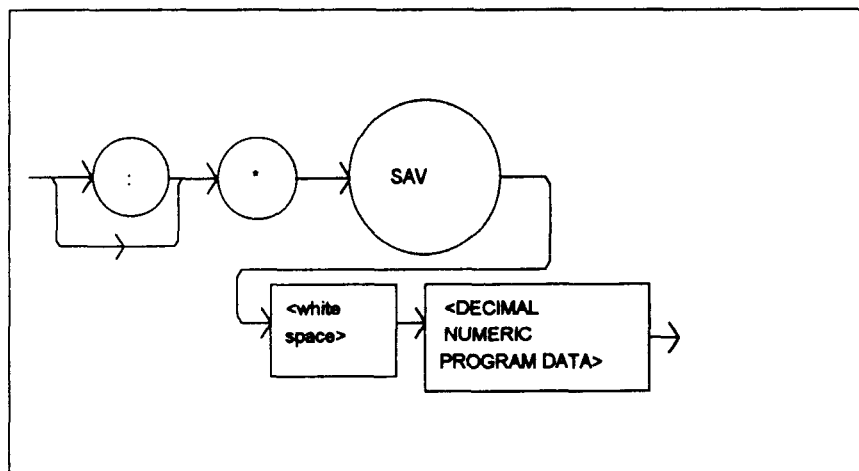 :
*
SAV
<white
space>
<DECIMAL
NUMERIC
PROGRAM DATA>